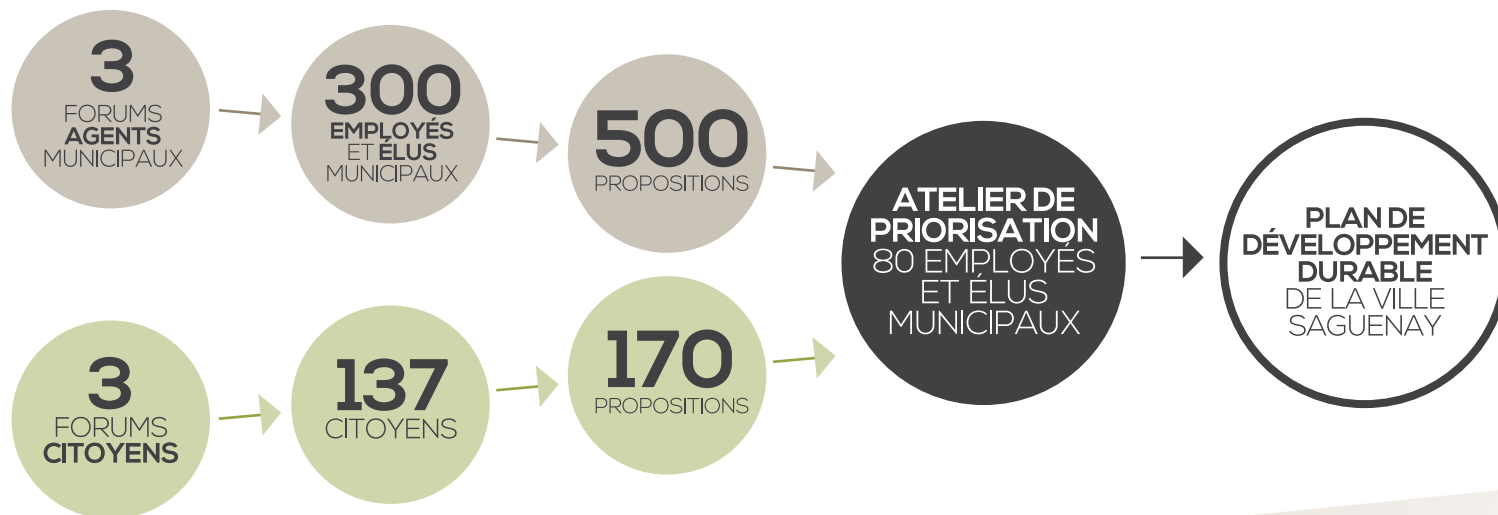 3
FORUMS
AGENTS
MUNICIPAUX
300
EMPLOYÉS
ET ÉLUS
MUNICIPAUX
500
PROPOSITIONS
3
FORUMS
CITOYENS
137
CITOYENS
170
PROPOSITIONS
ATELIER DE
PRIORISATION
80 EMPLOYÉS
ET ÉLUS
MUNICIPAUX
PLAN DE
DÉVELOPPEMENT
DURABLE
DE LA VILLE
SAGUENAY